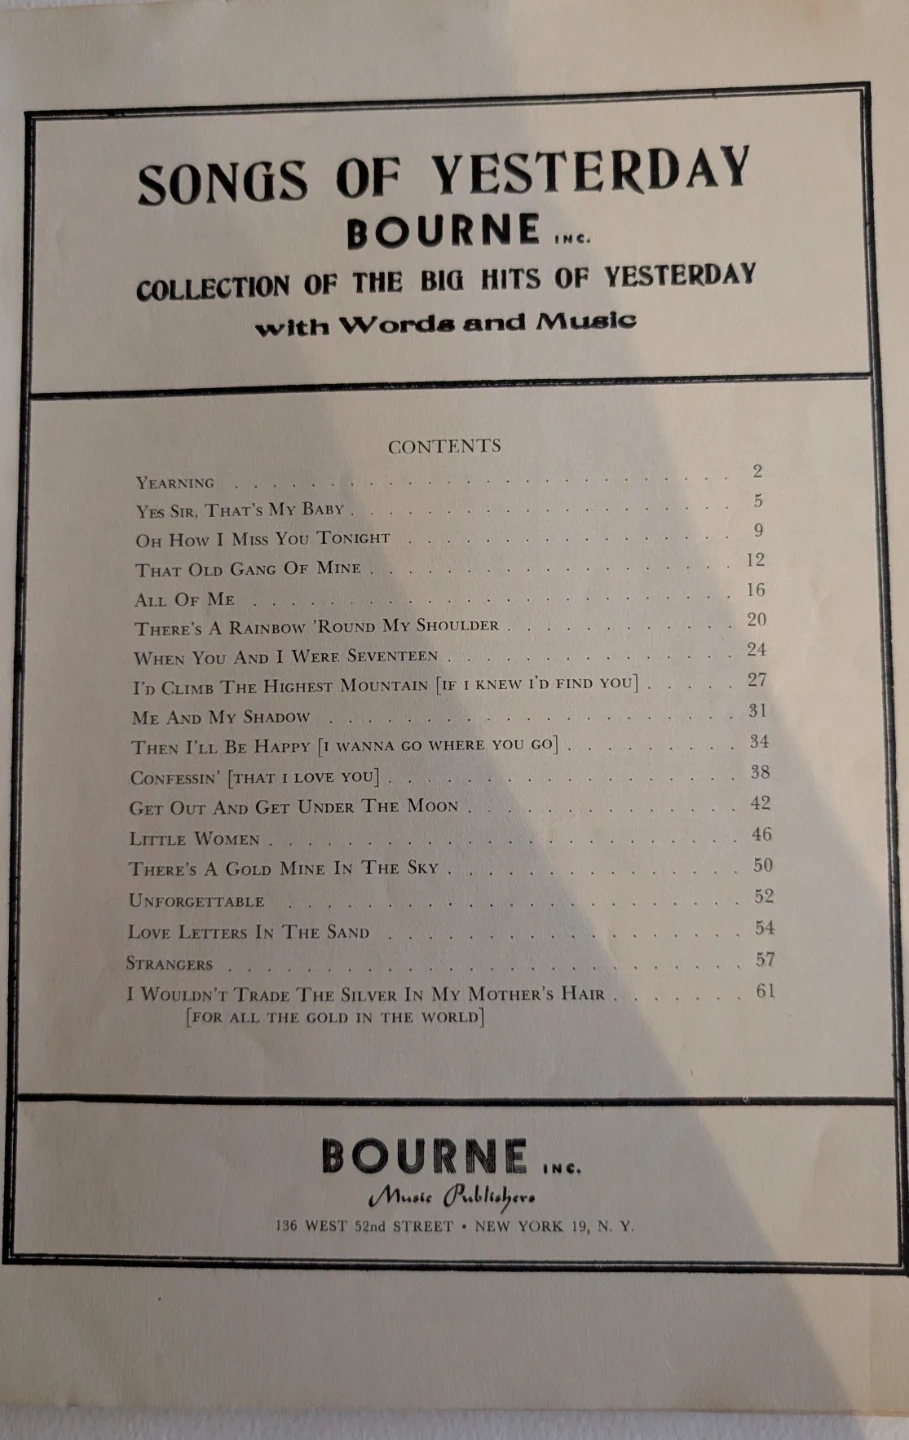 SONGS OF YESTERDAY
BOURNE INC.
COLLECTION OF THE BIG HITS OF YESTERDAY
with Words and Music
CONTENTS
YEARNING . . . . . . . . . . . . . . . . . . . . . . . . . 2
YES SIR, THAT'S MY BABY . . . . . . . . . . . . . . . . . . . . 5
OH HOW I MISS YOU TONIGHT . . . . . . . . . . . . . . . . . 9
THAT OLD GANG OF MINE . . . . . . . . . . . . . . . . . . . 12
ALL OF ME . . . . . . . . . . . . . . . . . . . . . . . . . 16
THERE'S A RAINBOW 'ROUND MY SHOULDER . . . . . . . . . . . . 20
WHEN YOU AND I WERE SEVENTEEN . . . . . . . . . . . . . . . 24
I'D CLIMB THE HIGHEST MOUNTAIN [IF I KNEW I'D FIND YOU] . . . . . 27
ME AND MY SHADOW . . . . . . . . . . . . . . . . . . . . . 31
THEN I'LL BE HAPPY [I WANNA GO WHERE YOU GO] . . . . . . . . . 34
CONFESSIN' [THAT I LOVE YOU] . . . . . . . . . . . . . . . . . . 38
GET OUT AND GET UNDER THE MOON . . . . . . . . . . . . . . 42
LITTLE WOMEN . . . . . . . . . . . . . . . . . . . . . . . . 46
THERE'S A GOLD MINE IN THE SKY . . . . . . . . . . . . . . . 50
UNFORGETTABLE . . . . . . . . . . . . . . . . . . . . . . . 52
LOVE LETTERS IN THE SAND . . . . . . . . . . . . . . . . . . 54
STRANGERS . . . . . . . . . . . . . . . . . . . . . . . . . . 57
I WOULDN'T TRADE THE SILVER IN MY MOTHER'S HAIR . . . . . . . 61
[FOR ALL THE GOLD IN THE WORLD]
BOURNE INC.
Music Publishers
136 WEST 52nd STREET • NEW YORK 19, N. Y.